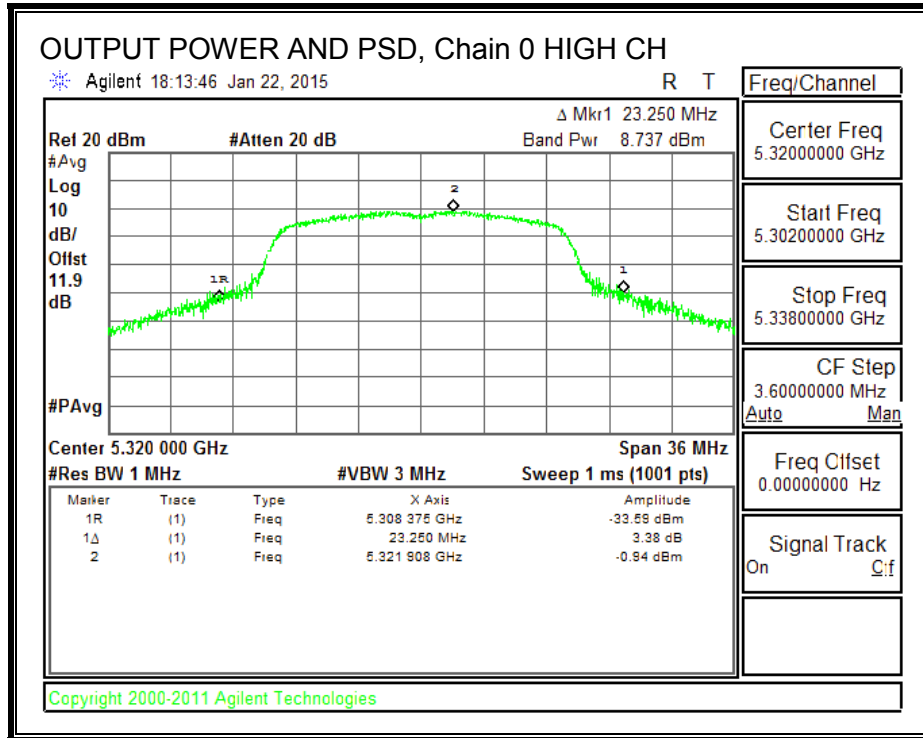 OUTPUT POWER AND PSD, Chain 0 HIGH CH
Agilent 18:13:46 Jan 22, 2015 R T
Freq/Channel
Δ Mkr1 23.250 MHz
Ref 20 dBm #Atten 20 dB Band Pwr 8.737 dBm
#Avg
Log
10
dB/
Offst
11.9
dB
#PAvg
2
1R
1
Center 5.320 000 GHz Span 36 MHz
#Res BW 1 MHz #VBW 3 MHz Sweep 1 ms (1001 pts)
Marker Trace Type X Axis Amplitude
1R (1) Freq 5.308 375 GHz -33.59 dBm
1Δ (1) Freq 23.250 MHz 3.38 dB
2 (1) Freq 5.321 908 GHz -0.94 dBm
Center Freq
5.32000000 GHz
Start Freq
5.30200000 GHz
Stop Freq
5.33800000 GHz
CF Step
3.60000000 MHz
Auto Man
Freq Offset
0.00000000 Hz
Signal Track
On Off
Copyright 2000-2011 Agilent Technologies